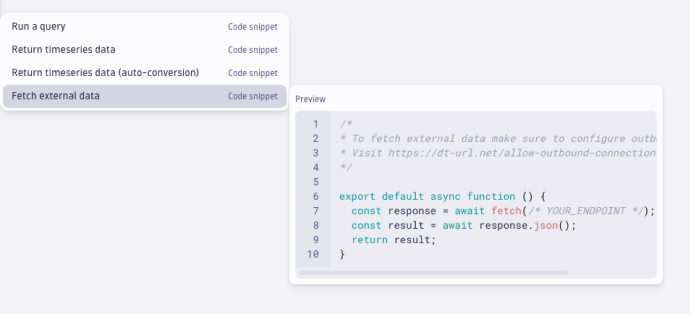 Run a query Code snippet
Return timeseries data Code snippet
Return timeseries data (auto-conversion) Code snippet
Fetch external data Code snippet
Preview
1 /*
2 * To fetch external data make sure to configure
3 * Visit https://dt-url.net/allow-outbound-connection
4 */
5
6 export default async function () {
7 const response = await fetch(/* YOUR_ENDPOINT */);
8 const result = await response.json();
9 return result;
10 }